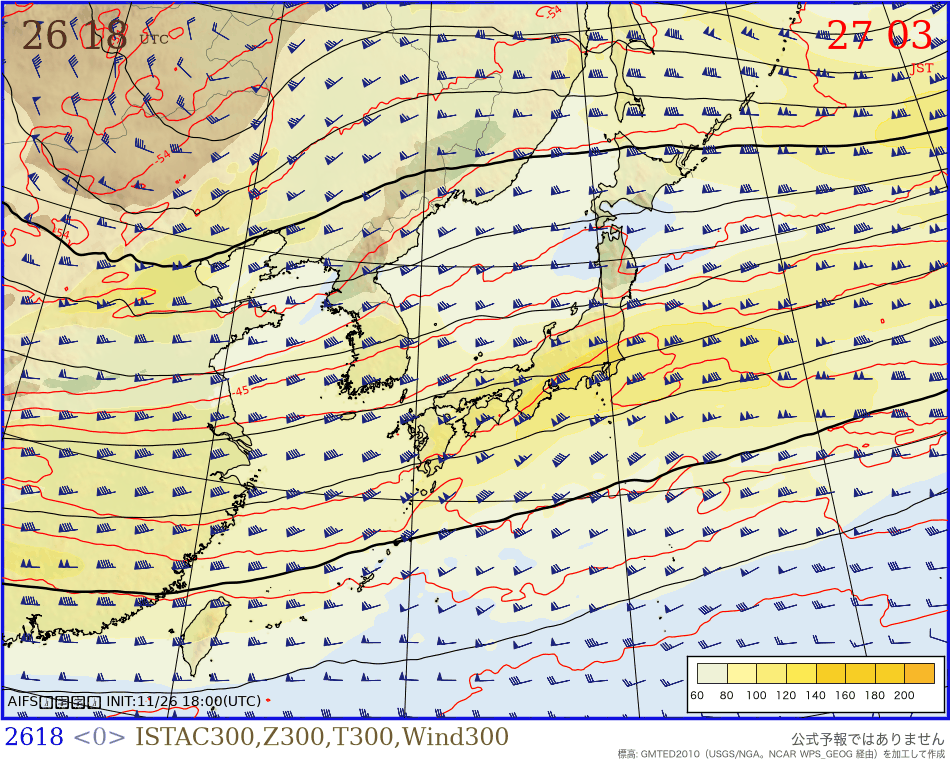 26 18 UTC
27 03
JST
-54
-54
-54
-45
AIFS INIT:11/26 18:00(UTC)
60 80 100 120 140 160 180 200
2618 <0> ISTAC300,Z300,T300,Wind300
公式予報ではありません
標高: GMTED2010（USGS/NGA。NCAR WPS_GEOG 経由）を加工して作成